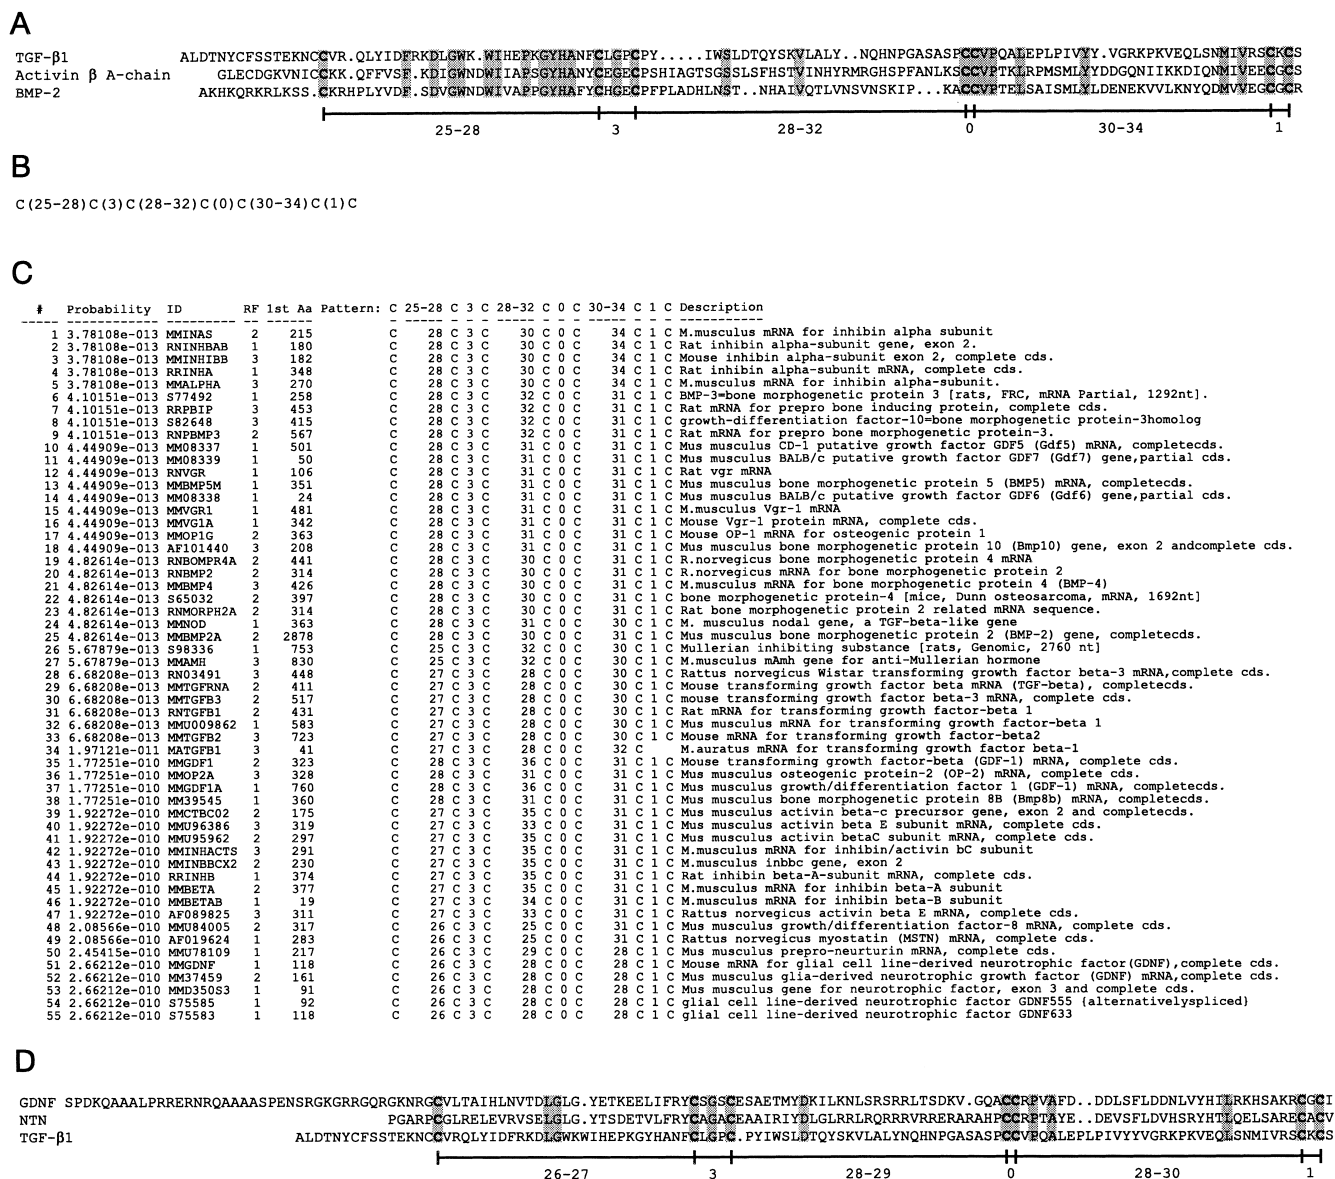 A
TGF-β1 ALDTNYCFSSTEKNCCVR.QLYIDFRKDLGWK.WIHEPKGYHANFCLGPCPY.....IWSLDTQYSKVLALY..NQHNPGASASPCCVPQALEPLPIVYY.VGRKPKVEQLSNMIVRSCKCS
Activin β A-chain GLECDGKVNICCKK.QFFVSF.KDIGWNDWIIAPSGYHANYCEGECPSHIAGTSGSSLSFHSTVINHYRMRGHSPFANLKSCCVPTKLRPMSMLYYDDGQNIIKKDIQNMIVEECGCS
BMP-2 AKHKQRKRLKSS.CKRHPLYVDF.SDVGWNDWIVAPPGYHAFYCHGECPFPLADHLNST..NHAIVQTLVNSVNSKIP...KACCVPTELSAISMLYLDENEKVVLKNYQDMVVEGCGCR
25-28 3 28-32 0 30-34 1
B
C(25-28)C(3)C(28-32)C(0)C(30-34)C(1)C
C
# Probability ID RF 1st Aa Pattern: C 25-28 C 3 C 28-32 C 0 C 30-34 C 1 C Description
1 3.78108e-013 MMINAS 2 215 C 28 C 3 C 30 C 0 C 34 C 1 C M.musculus mRNA for inhibin alpha subunit
2 3.78108e-013 RNINHBAB 1 180 C 28 C 3 C 30 C 0 C 34 C 1 C Rat inhibin alpha-subunit gene, exon 2.
3 3.78108e-013 MMINHIBB 3 182 C 28 C 3 C 30 C 0 C 34 C 1 C Mouse inhibin alpha-subunit exon 2, complete cds.
4 3.78108e-013 RRINHA 1 348 C 28 C 3 C 30 C 0 C 34 C 1 C Rat inhibin alpha-subunit mRNA, complete cds.
5 3.78108e-013 MMALPHA 3 270 C 28 C 3 C 30 C 0 C 34 C 1 C M.musculus mRNA for inhibin alpha-subunit.
6 4.10151e-013 S77492 1 258 C 28 C 3 C 32 C 0 C 31 C 1 C BMP-3=bone morphogenetic protein 3 [rats, FRC, mRNA Partial, 1292nt].
7 4.10151e-013 RRPBIP 3 453 C 28 C 3 C 32 C 0 C 31 C 1 C Rat mRNA for prepro bone inducing protein, complete cds.
8 4.10151e-013 S82648 3 415 C 28 C 3 C 32 C 0 C 31 C 1 C growth-differentiation factor-10=bone morphogenetic protein-3homolog
9 4.10151e-013 RNPBMP3 2 567 C 28 C 3 C 32 C 0 C 31 C 1 C Rat mRNA for prepro bone morphogenetic protein-3.
10 4.44909e-013 MM08337 1 501 C 28 C 3 C 31 C 0 C 31 C 1 C Mus musculus CD-1 putative growth factor GDF5 (Gdf5) mRNA, completecds.
11 4.44909e-013 MM08339 1 50 C 28 C 3 C 31 C 0 C 31 C 1 C Mus musculus BALB/c putative growth factor GDF7 (Gdf7) gene,partial cds.
12 4.44909e-013 RNVGR 1 106 C 28 C 3 C 31 C 0 C 31 C 1 C Rat vgr mRNA
13 4.44909e-013 MMBMP5M 1 351 C 28 C 3 C 31 C 0 C 31 C 1 C Mus musculus bone morphogenetic protein 5 (BMP5) mRNA, completecds.
14 4.44909e-013 MM08338 1 24 C 28 C 3 C 31 C 0 C 31 C 1 C Mus musculus BALB/c putative growth factor GDF6 (Gdf6) gene,partial cds.
15 4.44909e-013 MMVGR1 1 481 C 28 C 3 C 31 C 0 C 31 C 1 C M.musculus Vgr-1 mRNA
16 4.44909e-013 MMVG1A 1 342 C 28 C 3 C 31 C 0 C 31 C 1 C Mouse Vgr-1 protein mRNA, complete cds.
17 4.44909e-013 MMOP1G 2 363 C 28 C 3 C 31 C 0 C 31 C 1 C Mouse OP-1 mRNA for osteogenic protein 1
18 4.44909e-013 AF101440 3 208 C 28 C 3 C 31 C 0 C 31 C 1 C Mus musculus bone morphogenetic protein 10 (Bmp10) gene, exon 2 andcomplete cds.
19 4.82614e-013 RNBOMPR4A 2 441 C 28 C 3 C 30 C 0 C 31 C 1 C R.norvegicus bone morphogenetic protein 4 mRNA
20 4.82614e-013 RNBMP2 2 314 C 28 C 3 C 30 C 0 C 31 C 1 C R.norvegicus mRNA for bone morphogenetic protein 2
21 4.82614e-013 MMBMP4 3 426 C 28 C 3 C 30 C 0 C 31 C 1 C M.musculus mRNA for bone morphogenetic protein 4 (BMP-4)
22 4.82614e-013 S65032 2 397 C 28 C 3 C 30 C 0 C 31 C 1 C bone morphogenetic protein-4 [mice, Dunn osteosarcoma, mRNA, 1692nt]
23 4.82614e-013 RNMORPH2A 2 314 C 28 C 3 C 30 C 0 C 31 C 1 C Rat bone morphogenetic protein 2 related mRNA sequence.
24 4.82614e-013 MMNOD 1 363 C 28 C 3 C 31 C 0 C 30 C 1 C M. musculus nodal gene, a TGF-beta-like gene
25 4.82614e-013 MMBMP2A 2 2878 C 28 C 3 C 30 C 0 C 31 C 1 C Mus musculus bone morphogenetic protein 2 (BMP-2) gene, completecds.
26 5.67879e-013 S98336 1 753 C 25 C 3 C 32 C 0 C 30 C 1 C Mullerian inhibiting substance [rats, Genomic, 2760 nt]
27 5.67879e-013 MMAMH 3 830 C 25 C 3 C 32 C 0 C 30 C 1 C M.musculus mAmh gene for anti-Mullerian hormone
28 6.68208e-013 RN03491 3 448 C 27 C 3 C 28 C 0 C 30 C 1 C Rattus norvegicus Wistar transforming growth factor beta-3 mRNA,complete cds.
29 6.68208e-013 MMTGFRNA 2 411 C 27 C 3 C 28 C 0 C 30 C 1 C Mouse transforming growth factor beta mRNA (TGF-beta), completecds.
30 6.68208e-013 MMTGFB3 2 517 C 27 C 3 C 28 C 0 C 30 C 1 C mouse transforming growth factor beta-3 mRNA, complete cds.
31 6.68208e-013 RNTGFB1 2 431 C 27 C 3 C 28 C 0 C 30 C 1 C Rat mRNA for transforming growth factor-beta 1
32 6.68208e-013 MMU009862 1 583 C 27 C 3 C 28 C 0 C 30 C 1 C Mus musculus mRNA for transforming growth factor-beta 1
33 6.68208e-013 MMTGFB2 3 723 C 27 C 3 C 28 C 0 C 30 C 1 C Mouse mRNA for transforming growth factor-beta2
34 1.97121e-011 MATGFB1 3 41 C 27 C 3 C 28 C 0 C 32 C M.auratus mRNA for transforming growth factor beta-1
35 1.77251e-010 MMGDF1 2 323 C 28 C 3 C 36 C 0 C 31 C 1 C Mouse transforming growth factor-beta (GDF-1) mRNA, complete cds.
36 1.77251e-010 MMOP2A 3 328 C 28 C 3 C 31 C 0 C 31 C 1 C Mus musculus osteogenic protein-2 (OP-2) mRNA, complete cds.
37 1.77251e-010 MMGDF1A 1 760 C 28 C 3 C 36 C 0 C 31 C 1 C Mus musculus growth/differentiation factor 1 (GDF-1) mRNA, completecds.
38 1.77251e-010 MM39545 1 360 C 28 C 3 C 31 C 0 C 31 C 1 C Mus musculus bone morphogenetic protein 8B (Bmp8b) mRNA, completecds.
39 1.92272e-010 MMCTBC02 2 175 C 27 C 3 C 35 C 0 C 31 C 1 C Mus musculus activin beta-c precursor gene, exon 2 and completecds.
40 1.92272e-010 MMU96386 3 319 C 27 C 3 C 33 C 0 C 31 C 1 C Mus musculus activin beta E subunit mRNA, complete cds.
41 1.92272e-010 MMU95962 2 297 C 27 C 3 C 35 C 0 C 31 C 1 C Mus musculus activin betaC subunit mRNA, complete cds.
42 1.92272e-010 MMINHACTS 3 291 C 27 C 3 C 35 C 0 C 31 C 1 C M.musculus mRNA for inhibin/activin bC subunit
43 1.92272e-010 MMINBBCX2 2 230 C 27 C 3 C 35 C 0 C 31 C 1 C M.musculus inbbc gene, exon 2
44 1.92272e-010 RRINHB 1 374 C 27 C 3 C 35 C 0 C 31 C 1 C Rat inhibin beta-A-subunit mRNA, complete cds.
45 1.92272e-010 MMBETA 2 377 C 27 C 3 C 35 C 0 C 31 C 1 C M.musculus mRNA for inhibin beta-A subunit
46 1.92272e-010 MMBETAB 1 19 C 27 C 3 C 34 C 0 C 31 C 1 C M.musculus mRNA for inhibin beta-B subunit
47 1.92272e-010 AF089825 3 311 C 27 C 3 C 33 C 0 C 31 C 1 C Rattus norvegicus activin beta E mRNA, complete cds.
48 2.08566e-010 MMU84005 2 317 C 26 C 3 C 25 C 0 C 31 C 1 C Mus musculus growth/differentiation factor-8 mRNA, complete cds.
49 2.08566e-010 AF019624 1 283 C 26 C 3 C 25 C 0 C 31 C 1 C Rattus norvegicus myostatin (MSTN) mRNA, complete cds.
50 2.45415e-010 MMU78109 1 217 C 26 C 3 C 29 C 0 C 28 C 1 C Mus musculus prepro-neurturin mRNA, complete cds.
51 2.66212e-010 MMGDNF 1 118 C 26 C 3 C 28 C 0 C 28 C 1 C Mouse mRNA for glial cell line-derived neurotrophic factor(GDNF),complete cds.
52 2.66212e-010 MM37459 2 161 C 26 C 3 C 28 C 0 C 28 C 1 C Mus musculus glia-derived neurotrophic growth factor (GDNF) mRNA,complete cds.
53 2.66212e-010 MMD350S3 1 91 C 26 C 3 C 28 C 0 C 28 C 1 C Mus musculus gene for neurotrophic factor, exon 3 and complete cds.
54 2.66212e-010 S75585 1 92 C 26 C 3 C 28 C 0 C 28 C 1 C glial cell line-derived neurotrophic factor GDNF555 {alternativelyspliced}
55 2.66212e-010 S75583 1 118 C 26 C 3 C 28 C 0 C 28 C 1 C glial cell line-derived neurotrophic factor GDNF633
D
GDNF SPDKQAAALPRRERNRQAAAASPENSRGKGRRGQRGKNRGCVLTAIHLNVTDLGLG.YETKEELIFRYCSGSCESAETMYDKILKNLSRSRRLTSDKV.GQACCRPVAFD..DDLSFLDDNLVYHILRKHSAKRCGCI
NTN PGARPCGLRELEVRVSELGLG.YTSDETVLFRYCAGACEAAIRIYDLGLRRLRQRRRVRRERARAHPCCRPTAYE..DEVSFLDVHSRYHTLQELSARECACV
TGF-β1 ALDTNYCFSSTEKNCCVRQLYIDFRKDLGWKWIHEPKGYHANFCLGPC.PYIWSLDTQYSKVLALYNQHNPGASASPCCVPQALEPLPIVYYVGRKPKVEQLSNMIVRSCKCS
26-27 3 28-29 0 28-30 1